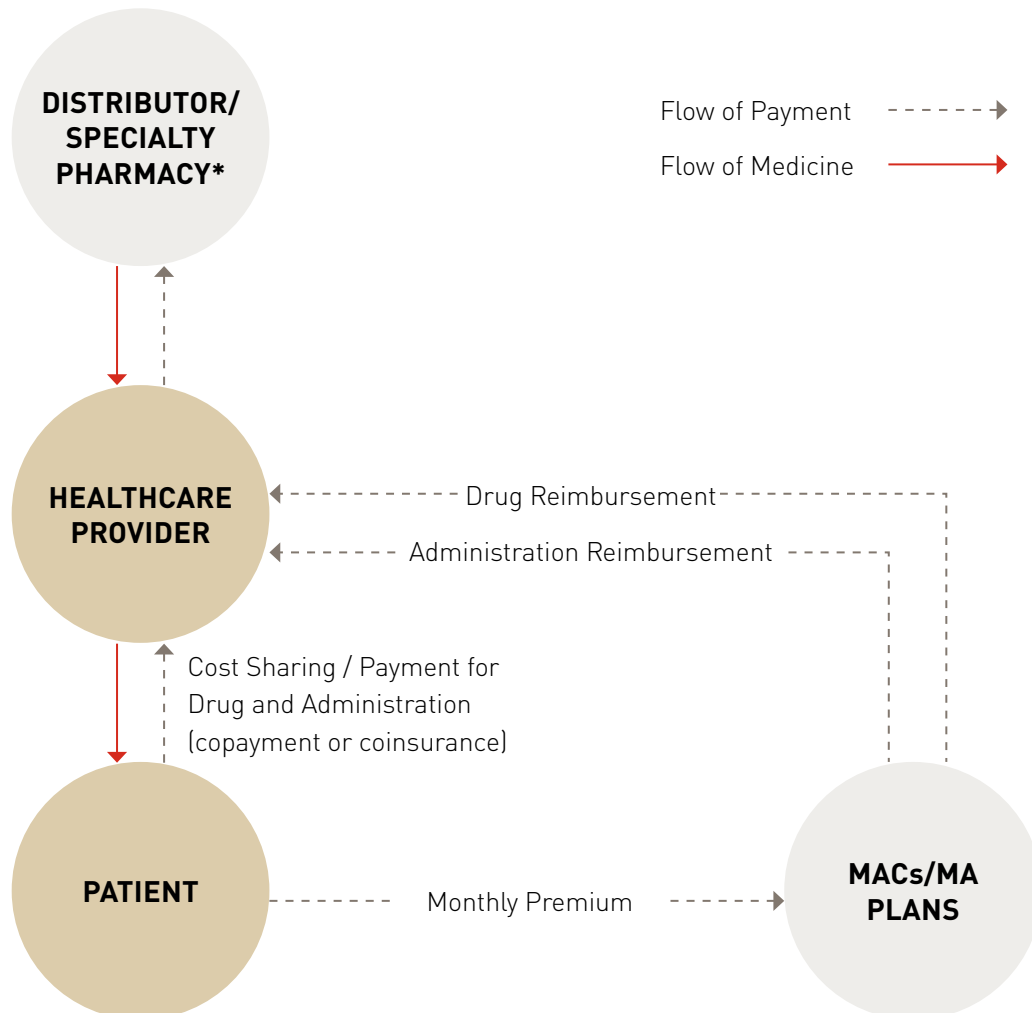 DISTRIBUTOR/
SPECIALTY
PHARMACY*
Flow of Payment
Flow of Medicine
HEALTHCARE
PROVIDER
Drug Reimbursement
Administration Reimbursement
Cost Sharing / Payment for
Drug and Administration
(copayment or coinsurance)
PATIENT
Monthly Premium
MACs/MA
PLANS